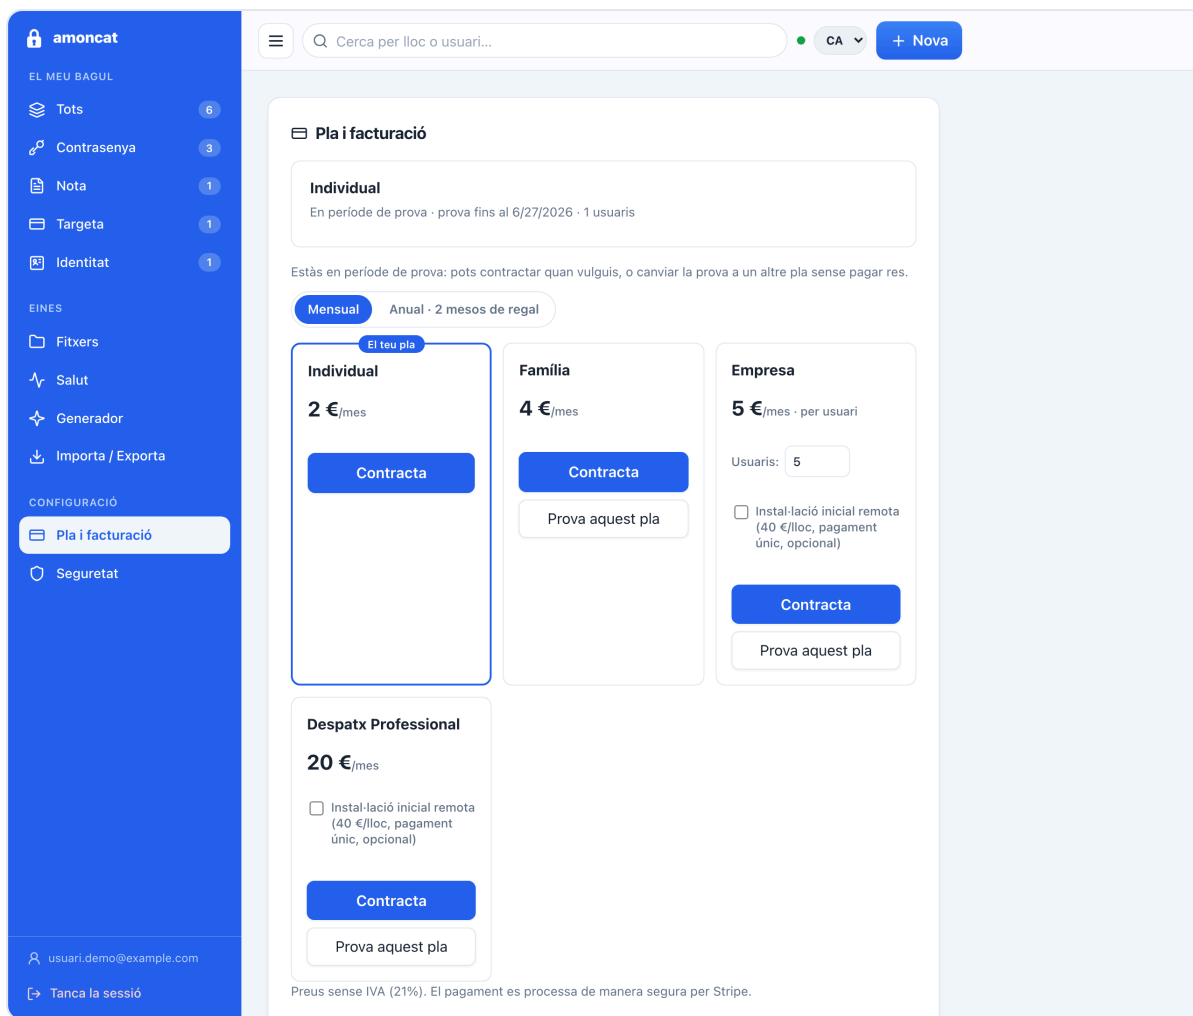 amoncat
EL MEU BAGUL
Tots 6
Contrasenya 3
Nota 1
Targeta 1
Identitat 1
EINES
Fitxers
Salut
Generador
Importa / Exporta
CONFIGURACIÓ
Pla i facturació
Seguretat
usuari.demo@example.com
Tanca la sessió
Cerca per lloc o usuari...
CA
+ Nova
Pla i facturació
Individual
En període de prova · prova fins al 6/27/2026 · 1 usuaris
Estàs en període de prova: pots contractar quan vulguis, o canviar la prova a un altre pla sense pagar res.
Mensual
Anual · 2 mesos de regal
El teu pla
Individual
2 €/mes
Contracta
Família
4 €/mes
Contracta
Prova aquest pla
Empresa
5 €/mes · per usuari
Usuaris: 5
Instal·lació inicial remota
(40 €/lloc, pagament
únic, opcional)
Contracta
Prova aquest pla
Despatx Professional
20 €/mes
Instal·lació inicial remota
(40 €/lloc, pagament
únic, opcional)
Contracta
Prova aquest pla
Preus sense IVA (21%). El pagament es processa de manera segura per Stripe.